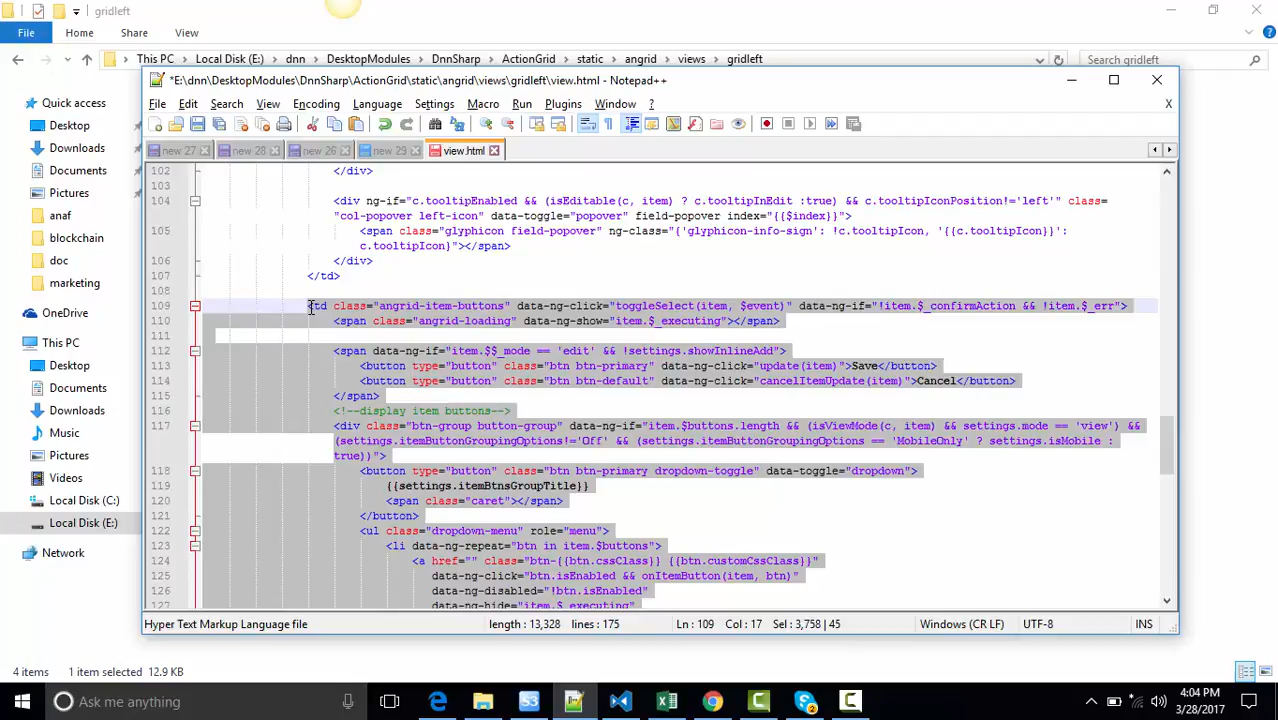 gridleft
File Home Share View
This PC Local Disk (E:) dnn DesktopModules DnnSharp ActionGrid static angrid views gridleft
Search gridleft
*E:\dnn\DesktopModules\DnnSharp\ActionGrid\static\angrid\views\gridleft\view.html - Notepad++
File Edit Search View Encoding Language Settings Macro Run Plugins Window ? X
new 27 new 28 new 26 new 29 view.html
Quick access
Desktop
Downloads
Documents
Pictures
anaf
blockchain
doc
marketing
OneDrive
This PC
Desktop
Documents
Downloads
Music
Pictures
Videos
Local Disk (C:)
Local Disk (E:)
Network
102 </div>
103
104 <div ng-if="c.tooltipEnabled && (isEditable(c, item) ? c.tooltipInEdit :true) && c.tooltipIconPosition!='left'" class=
"col-popover left-icon" data-toggle="popover" field-popover index="{{$index}}">
105 <span class="glyphicon field-popover" ng-class="{'glyphicon-info-sign': !c.tooltipIcon, '{{c.tooltipIcon}}':
c.tooltipIcon}"></span>
106 </div>
107 </td>
108
109 <td class="angrid-item-buttons" data-ng-click="toggleSelect(item, $event)" data-ng-if="!item.$_confirmAction && !item.$_err">
110 <span class="angrid-loading" data-ng-show="item.$_executing"></span>
111
112 <span data-ng-if="item.$$_mode == 'edit' && !settings.showInlineAdd">
113 <button type="button" class="btn btn-primary" data-ng-click="update(item)">Save</button>
114 <button type="button" class="btn btn-default" data-ng-click="cancelItemUpdate(item)">Cancel</button>
115 </span>
116 <!--display item buttons-->
117 <div class="btn-group button-group" data-ng-if="item.$buttons.length && (isViewMode(c, item) && settings.mode == 'view') &&
(settings.itemButtonGroupingOptions!='Off' && (settings.itemButtonGroupingOptions == 'MobileOnly' ? settings.isMobile :
true))">
118 <button type="button" class="btn btn-primary dropdown-toggle" data-toggle="dropdown">
119 {{settings.itemBtnsGroupTitle}}
120 <span class="caret"></span>
121 </button>
122 <ul class="dropdown-menu" role="menu">
123 <li data-ng-repeat="btn in item.$buttons">
124 <a href="" class="btn-{{btn.cssClass}} {{btn.customCssClass}}"
125 data-ng-click="btn.isEnabled && onItemButton(item, btn)"
126 data-ng-disabled="!btn.isEnabled"
127 data-ng-hide="item.$_executing"
Hyper Text Markup Language file length : 13,328 lines : 175 Ln : 109 Col : 17 Sel : 3,758 | 45 Windows (CR LF) UTF-8 INS
4 items 1 item selected 12.9 KB
Ask me anything
4:04 PM
3/28/2017